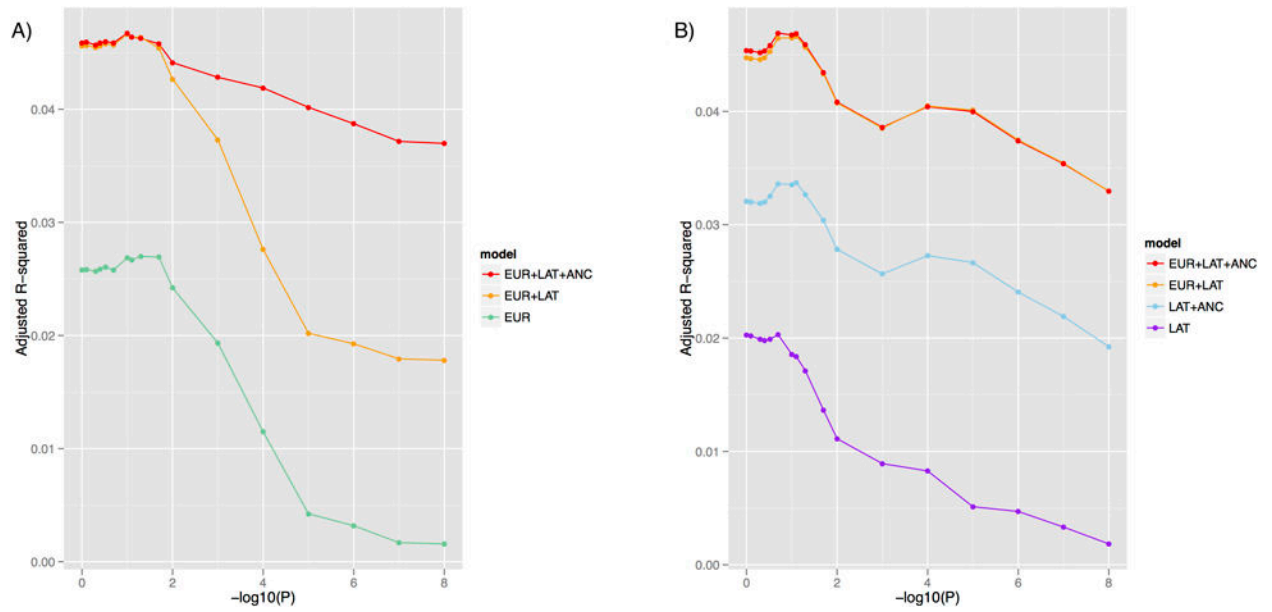 A)
Adjusted R-squared
0.04
0.03
0.02
0.01
0.00
0
2
4
6
8
−log10(P)
model
EUR+LAT+ANC
EUR+LAT
EUR
B)
Adjusted R-squared
0.04
0.03
0.02
0.01
0.00
0
2
4
6
8
−log10(P)
model
EUR+LAT+ANC
EUR+LAT
LAT+ANC
LAT